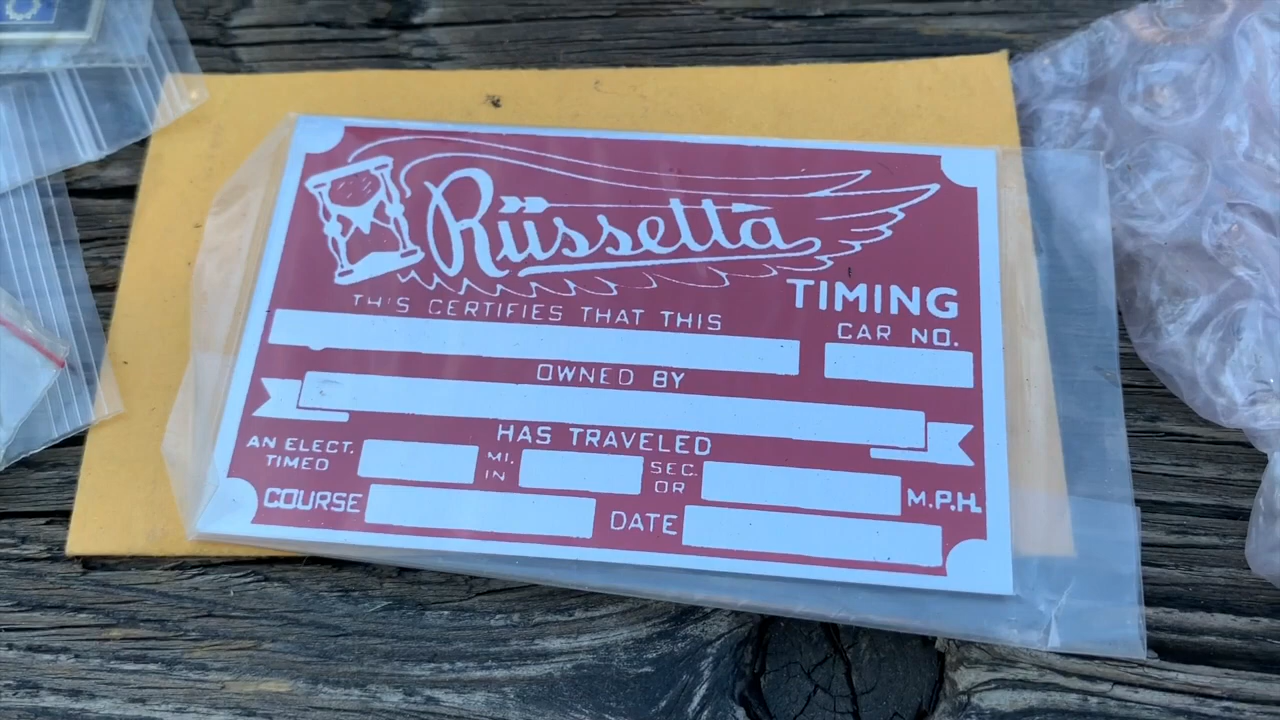 Rüssetta
TIMING
THIS CERTIFIES THAT THIS
CAR NO.
OWNED BY
HAS TRAVELED
AN ELECT. TIMED
MI. IN
SEC. OR
M.P.H.
COURSE
DATE